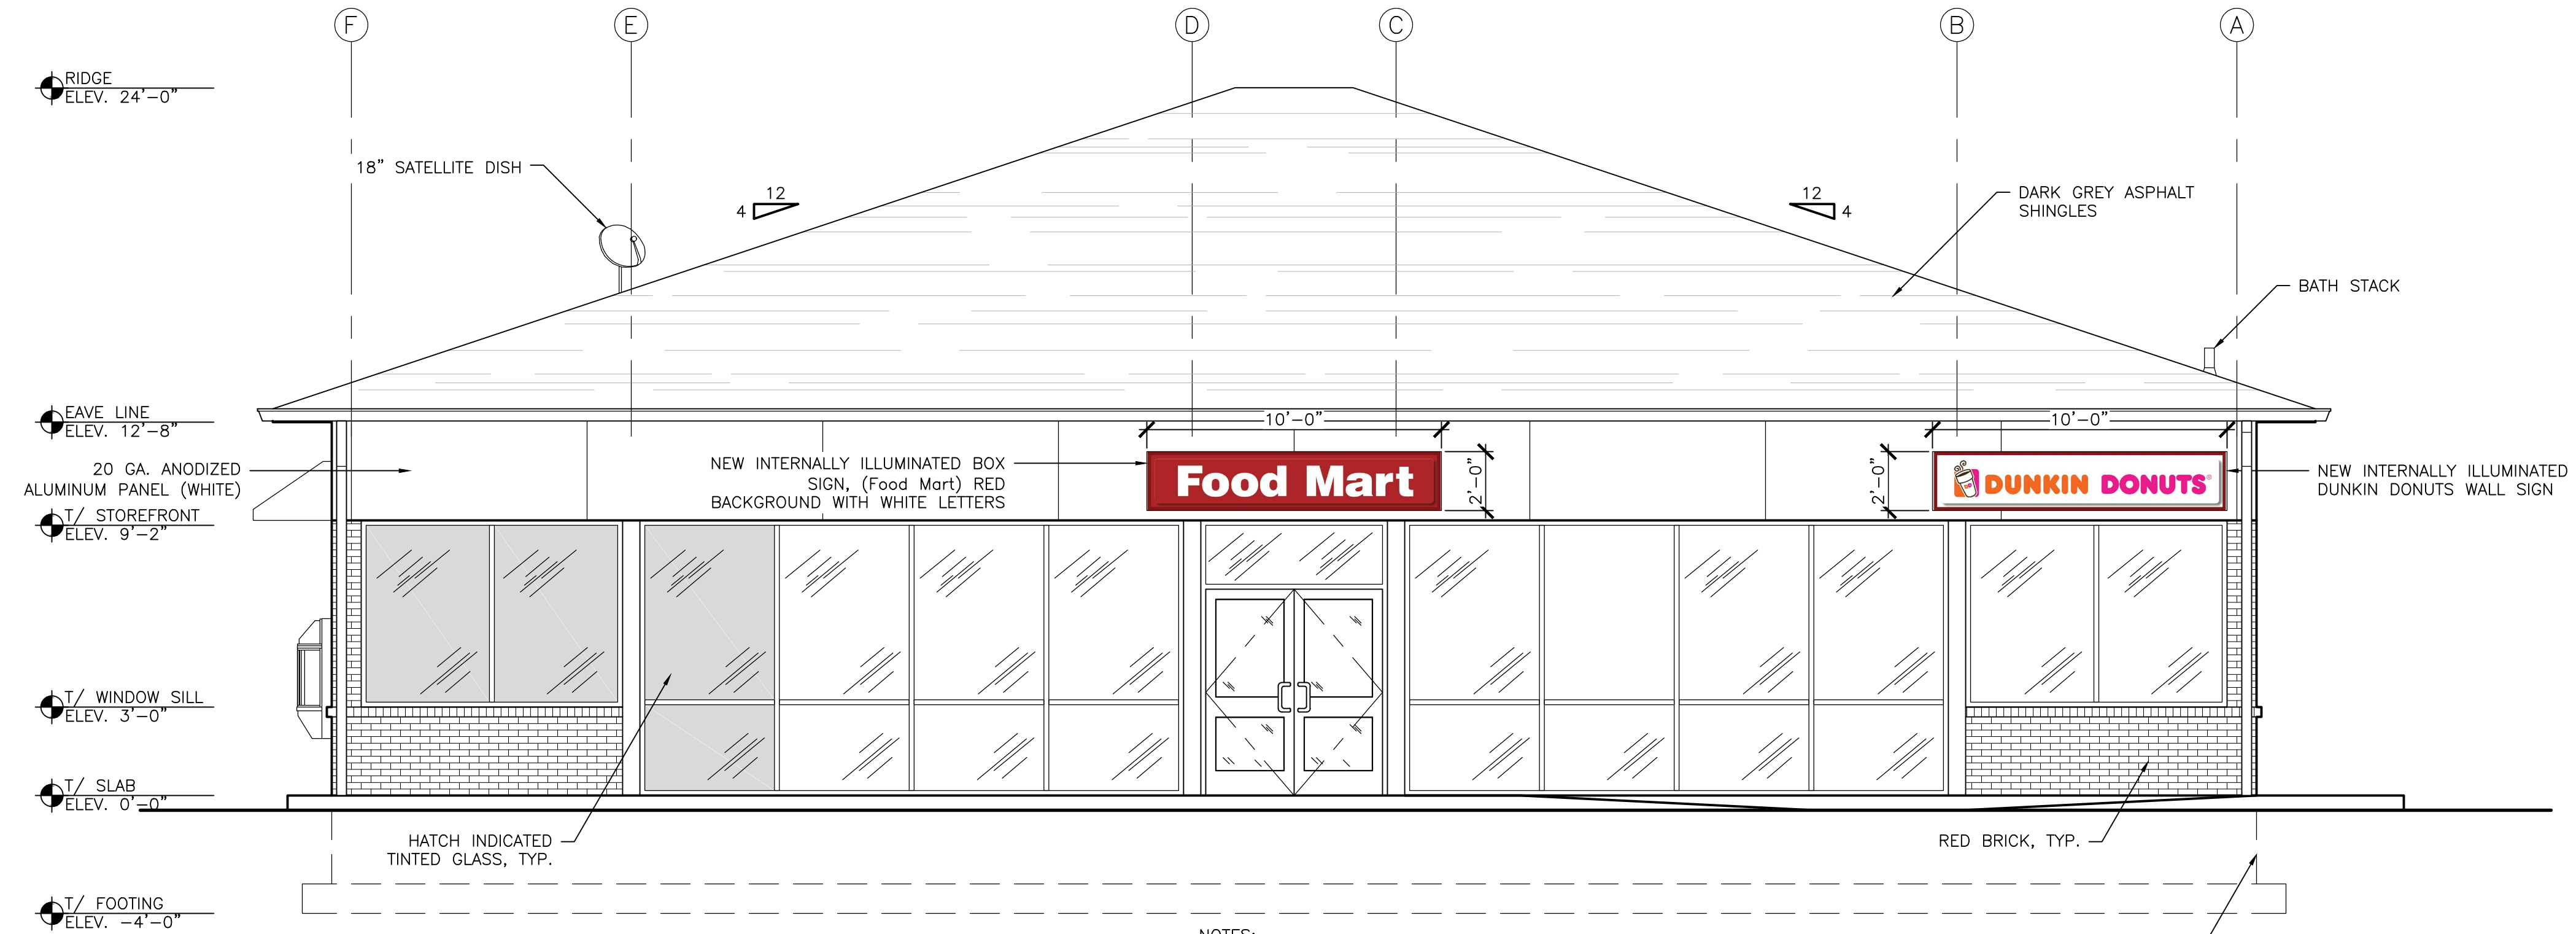 F
E
D
C
B
A
RIDGE
ELEV. 24'-0"
18" SATELLITE DISH
12
4
12
4
DARK GREY ASPHALT
SHINGLES
BATH STACK
EAVE LINE
ELEV. 12'-8"
10'-0"
10'-0"
20 GA. ANODIZED
ALUMINUM PANEL (WHITE)
NEW INTERNALLY ILLUMINATED BOX
SIGN, (Food Mart) RED
BACKGROUND WITH WHITE LETTERS
Food Mart
2'-0"
2'-0"
DD
DUNKIN DONUTS®
NEW INTERNALLY ILLUMINATED
DUNKIN DONUTS WALL SIGN
T/ STOREFRONT
ELEV. 9'-2"
T/ WINDOW SILL
ELEV. 3'-0"
T/ SLAB
ELEV. 0'-0"
HATCH INDICATED
TINTED GLASS, TYP.
RED BRICK, TYP.
T/ FOOTING
ELEV. -4'-0"
NOTES: